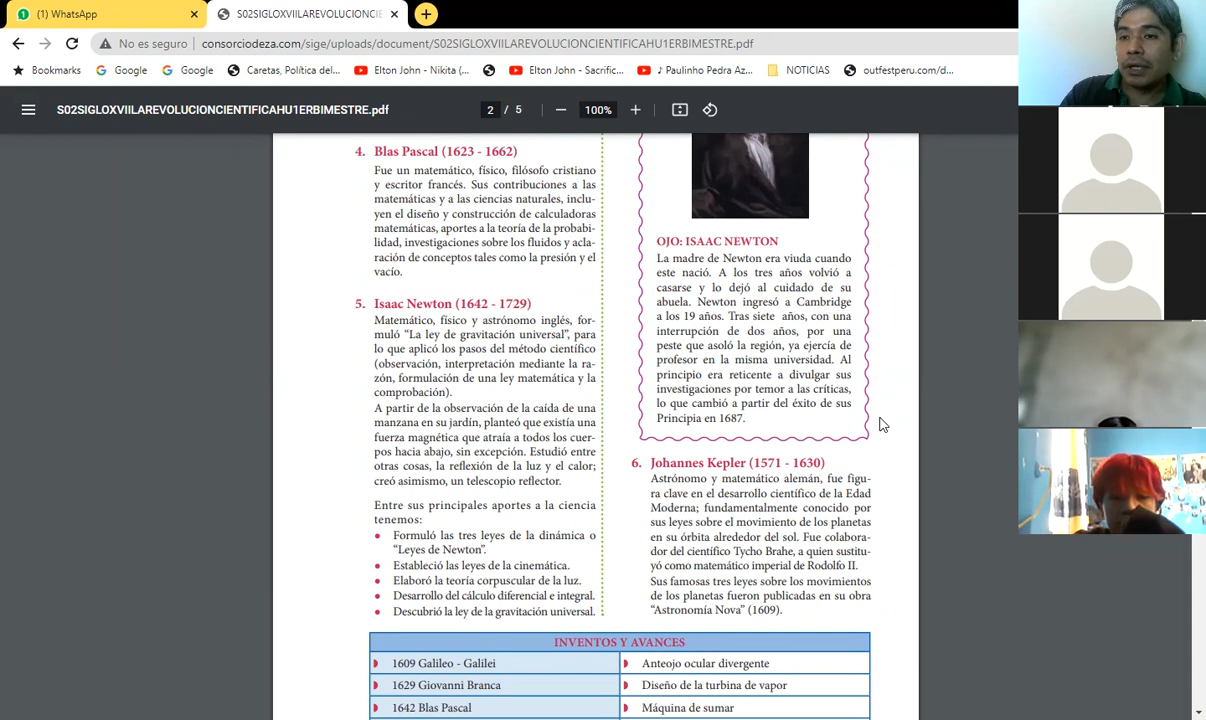 (1) WhatsApp
S02SIGLOXVIILAREVOLUCIONCIE
No es seguro
consorciodeza.com/sige/uploads/document/S02SIGLOXVIILAREVOLUCIONCIENTIFICAHU1ERBIMESTRE.pdf
Bookmarks
Google
Google
Caretas, Política del...
Elton John - Nikita (...
Elton John - Sacrific...
♪ Paulinho Pedra Az...
NOTICIAS
outfestperu.com/d...
S02SIGLOXVIILAREVOLUCIONCIENTIFICAHU1ERBIMESTRE.pdf
2 / 5
100%
4. Blas Pascal (1623 - 1662)
Fue un matemático, físico, filósofo cristiano
y escritor francés. Sus contribuciones a las
matemáticas y a las ciencias naturales, inclu-
yen el diseño y construcción de calculadoras
matemáticas, aportes a la teoría de la probabi-
lidad, investigaciones sobre los fluidos y acla-
ración de conceptos tales como la presión y el
vacío.
5. Isaac Newton (1642 - 1729)
Matemático, físico y astrónomo inglés, for-
muló “La ley de gravitación universal”, para
lo que aplicó los pasos del método científico
(observación, interpretación mediante la ra-
zón, formulación de una ley matemática y la
comprobación).
A partir de la observación de la caída de una
manzana en su jardín, planteó que existía una
fuerza magnética que atraía a todos los cuer-
pos hacia abajo, sin excepción. Estudió entre
otras cosas, la reflexión de la luz y el calor;
creó asimismo, un telescopio reflector.
Entre sus principales aportes a la ciencia
tenemos:
• Formuló las tres leyes de la dinámica o
“Leyes de Newton”.
• Estableció las leyes de la cinemática.
• Elaboró la teoría corpuscular de la luz.
• Desarrollo del cálculo diferencial e integral.
• Descubrió la ley de la gravitación universal.
OJO: ISAAC NEWTON
La madre de Newton era viuda cuando
este nació. A los tres años volvió a
casarse y lo dejó al cuidado de su
abuela. Newton ingresó a Cambridge
a los 19 años. Tras siete años, con una
interrupción de dos años, por una
peste que asoló la región, ya ejercía de
profesor en la misma universidad. Al
principio era reticente a divulgar sus
investigaciones por temor a las críticas,
lo que cambió a partir del éxito de sus
Principia en 1687.
6. Johannes Kepler (1571 - 1630)
Astrónomo y matemático alemán, fue figu-
ra clave en el desarrollo científico de la Edad
Moderna; fundamentalmente conocido por
sus leyes sobre el movimiento de los planetas
en su órbita alrededor del sol. Fue colabora-
dor del científico Tycho Brahe, a quien sustitu-
yó como matemático imperial de Rodolfo II.
Sus famosas tres leyes sobre los movimientos
de los planetas fueron publicadas en su obra
“Astronomía Nova” (1609).
INVENTOS Y AVANCES
1609 Galileo - Galilei
Anteojo ocular divergente
1629 Giovanni Branca
Diseño de la turbina de vapor
1642 Blas Pascal
Máquina de sumar